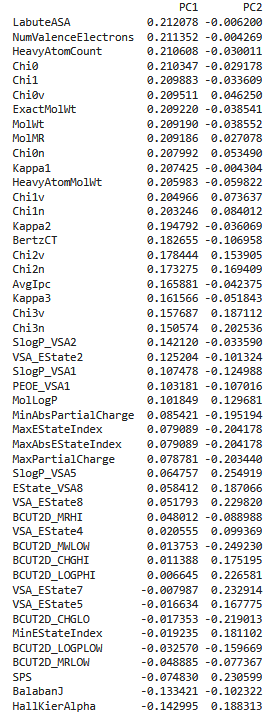 PC1 PC2
LabuteASA 0.212078 -0.006200
NumValenceElectrons 0.211352 -0.004269
HeavyAtomCount 0.210608 -0.030011
Chi0 0.210347 -0.029178
Chi1 0.209883 -0.033609
Chi0v 0.209511 0.046250
ExactMolWt 0.209220 -0.038541
MolWt 0.209190 -0.038552
MolMR 0.209186 0.027078
Chi0n 0.207992 0.053490
Kappa1 0.207425 -0.004304
HeavyAtomMolWt 0.205983 -0.059822
Chi1v 0.204966 0.073637
Chi1n 0.203246 0.084012
Kappa2 0.194792 -0.036069
BertzCT 0.182655 -0.106958
Chi2v 0.178444 0.153905
Chi2n 0.173275 0.169409
AvgIpc 0.165881 -0.042375
Kappa3 0.161566 -0.051843
Chi3v 0.157687 0.187112
Chi3n 0.150574 0.202536
SlogP_VSA2 0.142120 -0.033590
VSA_EState2 0.125204 -0.101324
SlogP_VSA1 0.107478 -0.124988
PEOE_VSA1 0.103181 -0.107016
MolLogP 0.101849 0.129681
MinAbsPartialCharge 0.085421 -0.195194
MaxEStateIndex 0.079089 -0.204178
MaxAbsEStateIndex 0.079089 -0.204178
MaxPartialCharge 0.078781 -0.203440
SlogP_VSA5 0.064757 0.254919
EState_VSA8 0.058412 0.187066
VSA_EState8 0.051793 0.229820
BCUT2D_MRHI 0.048012 -0.088988
VSA_EState4 0.020555 0.099369
BCUT2D_MWLOW 0.013753 -0.249230
BCUT2D_CHGHI 0.011388 0.175195
BCUT2D_LOGPHI 0.006645 0.226581
VSA_EState7 -0.007987 0.232914
VSA_EState5 -0.016634 0.167775
BCUT2D_CHGLO -0.017353 -0.219013
MinEStateIndex -0.019235 0.181102
BCUT2D_LOGPLOW -0.032570 -0.159669
BCUT2D_MRLOW -0.048885 -0.077367
SPS -0.074830 0.230599
BalabanJ -0.133421 -0.102322
HallKierAlpha -0.142995 0.188313